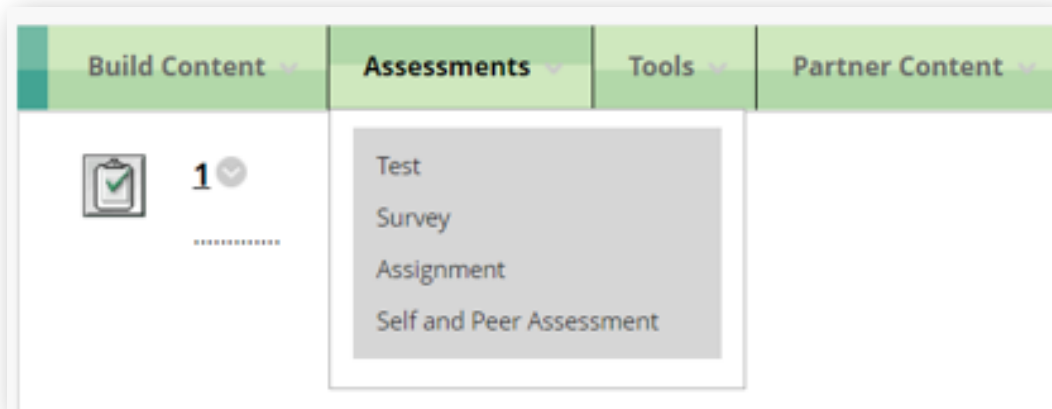 Build Content
Assessments
Tools
Partner Content
1
Test
Survey
Assignment
Self and Peer Assessment